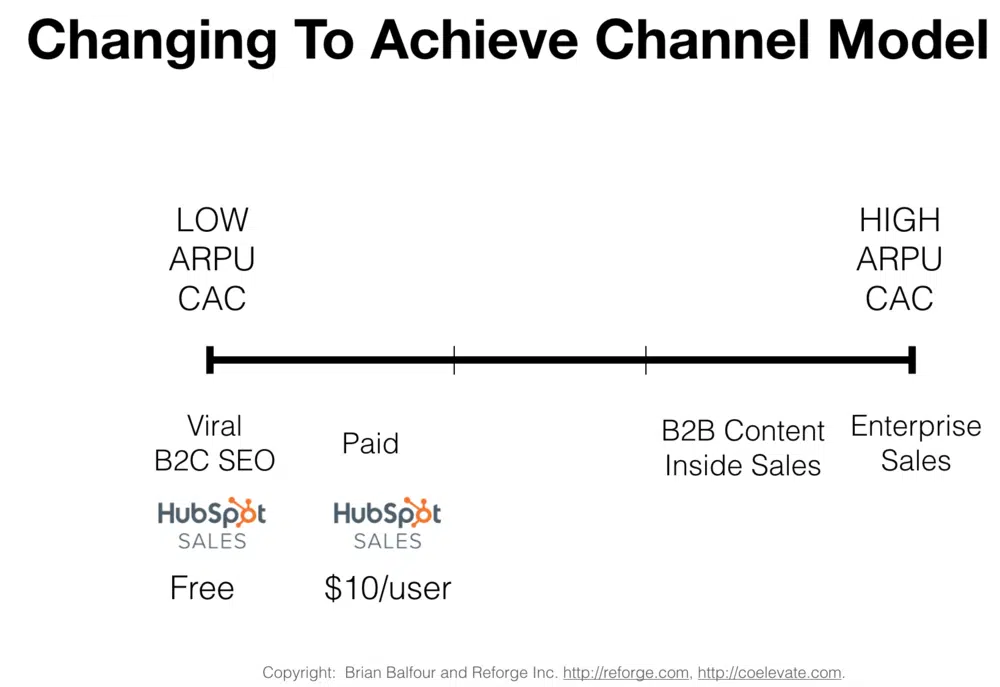 Changing To Achieve Channel Model
LOW
ARPU
CAC
HIGH
ARPU
CAC
Viral
B2C SEO
Paid
B2B Content
Inside Sales
Enterprise
Sales
HubSpot
SALES
HubSpot
SALES
Free
$10/user
Copyright: Brian Balfour and Reforge Inc. http://reforge.com, http://coelevate.com.